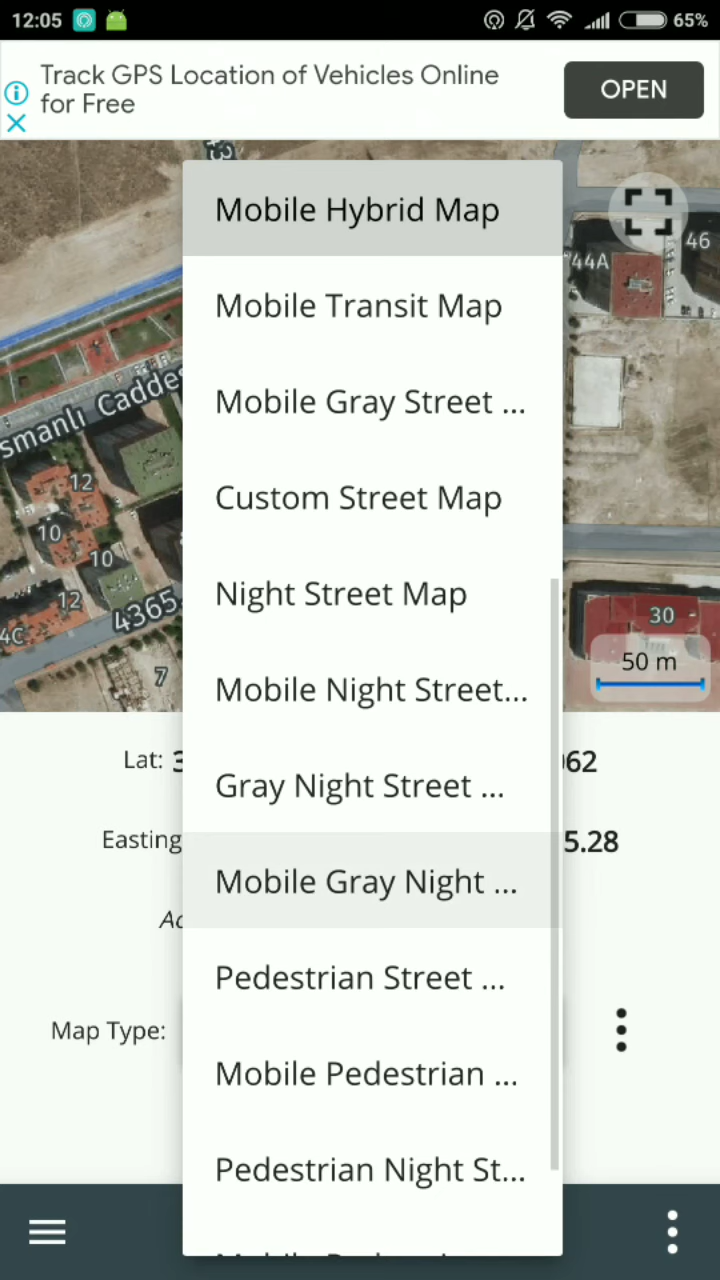 12:05
65%
Track GPS Location of Vehicles Online
for Free
OPEN
Mobile Hybrid Map
46
44A
Mobile Transit Map
Mobile Gray Street ...
smanlı Cadde
12
Custom Street Map
10
10
Night Street Map
12
4365
30
4C
50 m
7
Mobile Night Street...
Lat: 3
62
Gray Night Street ...
Easting
5.28
Mobile Gray Night ...
Pedestrian Street ...
Map Type:
Mobile Pedestrian ...
Pedestrian Night St...